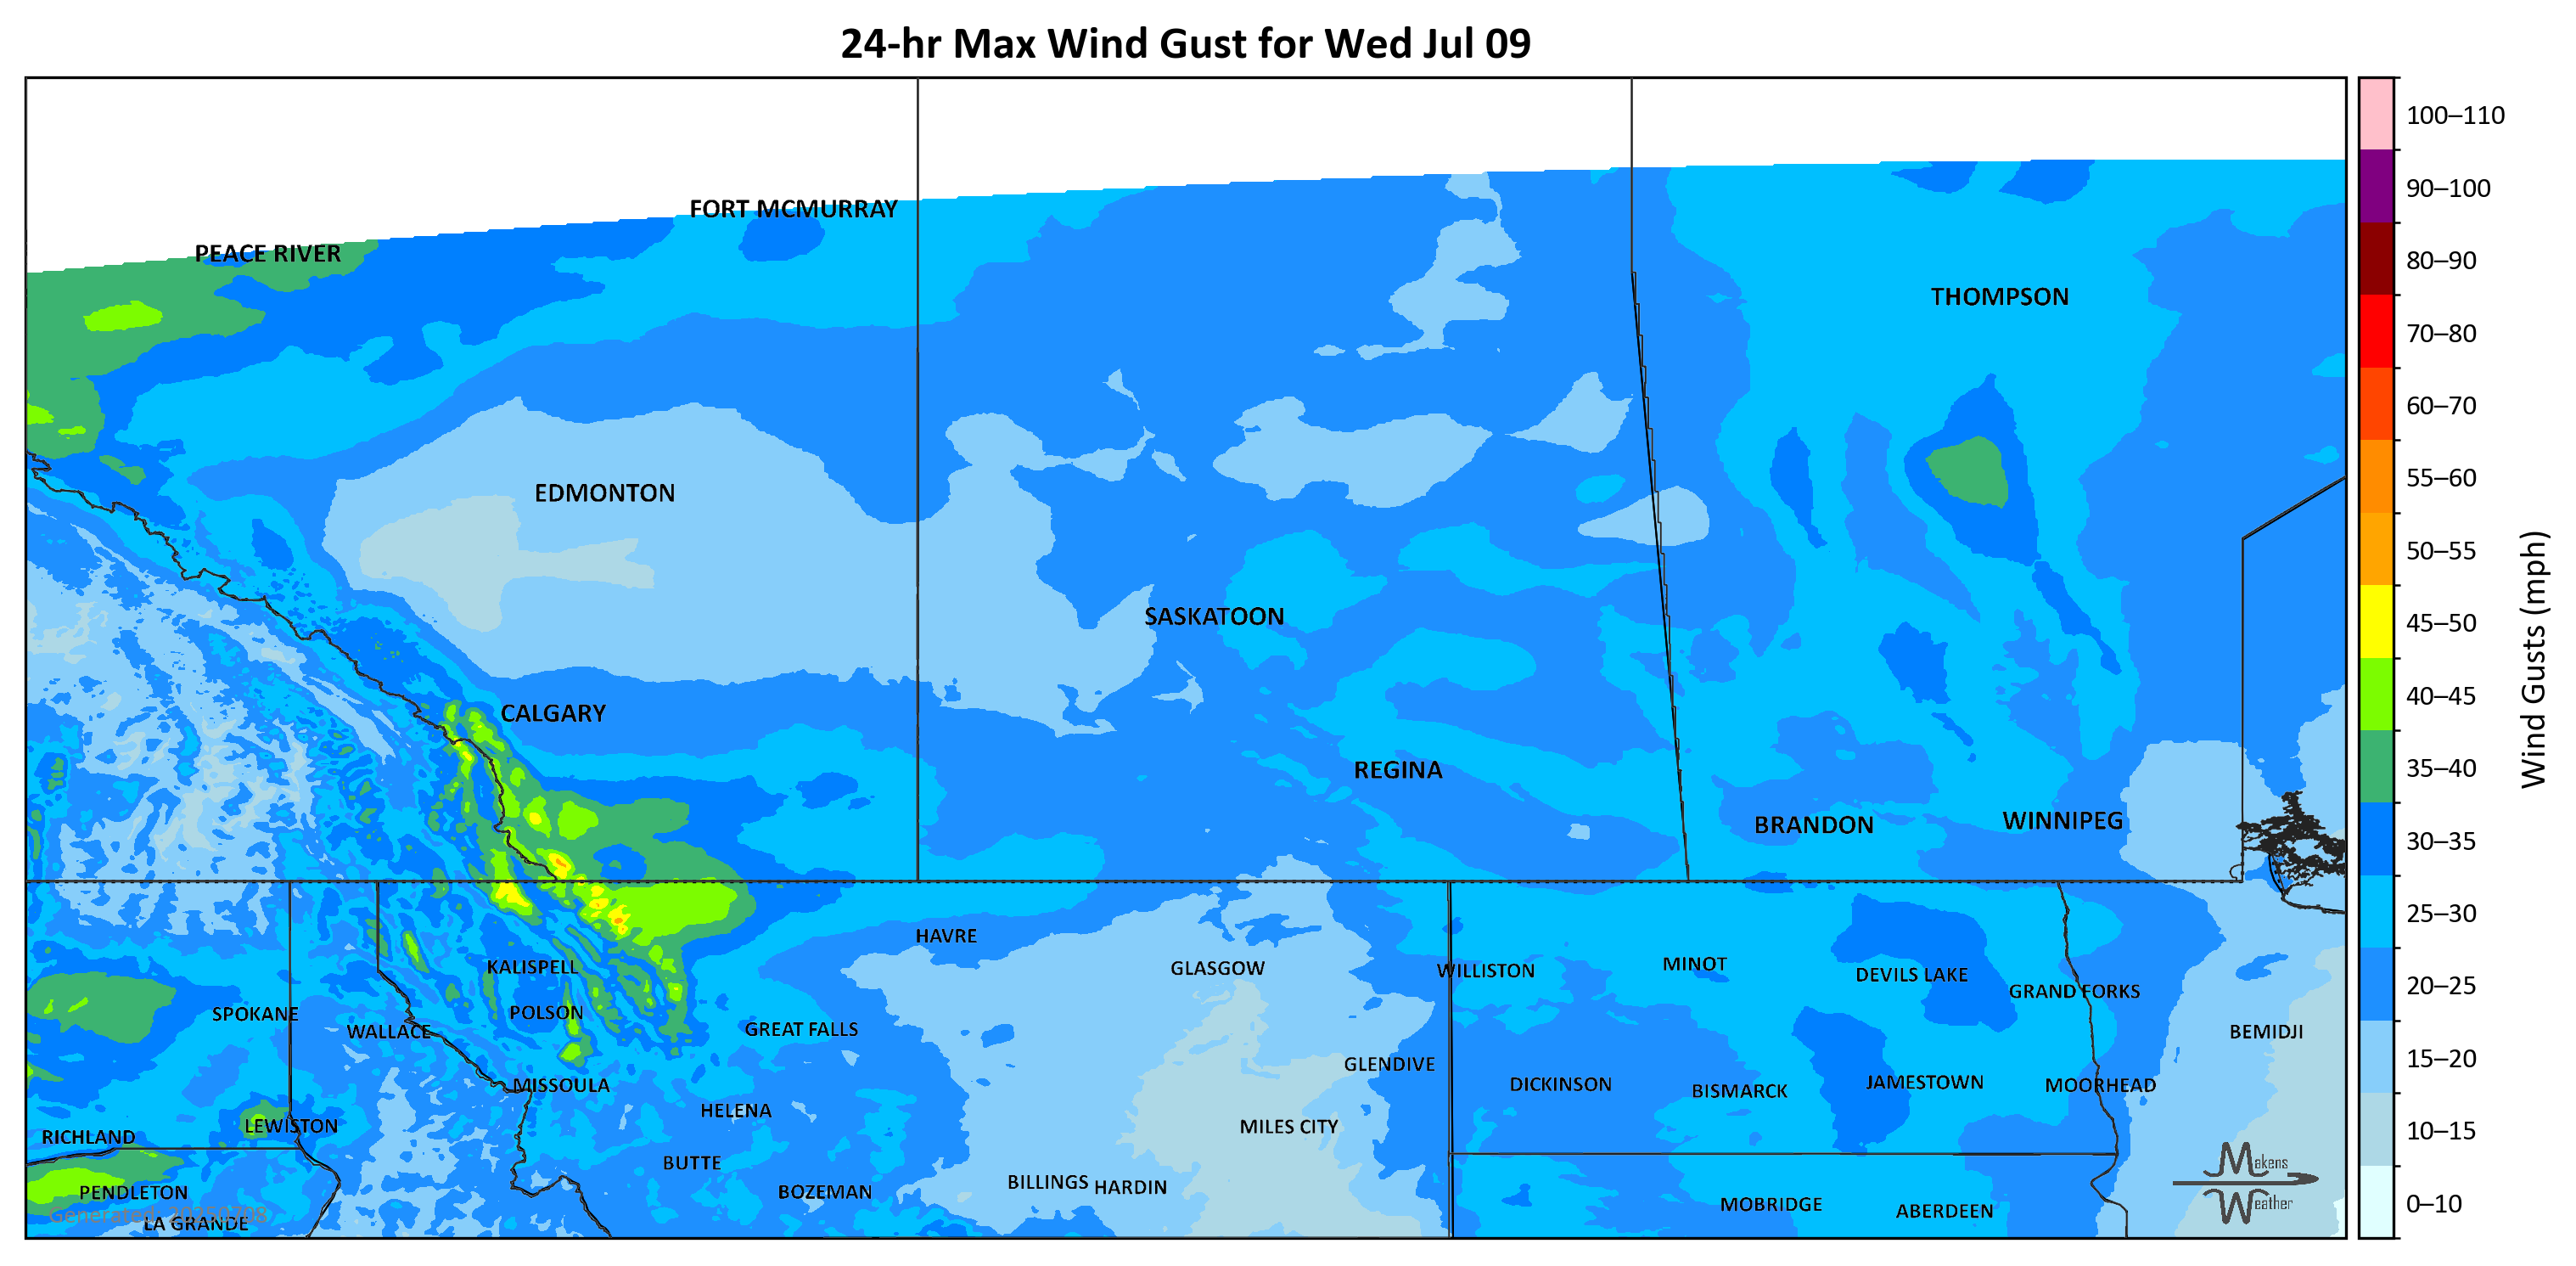 24-hr Max Wind Gust for Wed Jul 09
FORT MCMURRAY
PEACE RIVER
THOMPSON
EDMONTON
SASKATOON
CALGARY
REGINA
BRANDON
WINNIPEG
HAVRE
KALISPELL
GLASGOW
WILLISTON
MINOT
DEVILS LAKE
GRAND FORKS
SPOKANE
WALLACE
POLSON
GREAT FALLS
BEMIDJI
GLENDIVE
MISSOULA
DICKINSON
BISMARCK
JAMESTOWN
MOORHEAD
HELENA
LEWISTON
MILES CITY
RICHLAND
BUTTE
PENDLETON
BOZEMAN
BILLINGS
HARDIN
MOBRIDGE
ABERDEEN
Generated: 20250708
LA GRANDE
Makens
Weather
100–110
90–100
80–90
70–80
60–70
55–60
50–55
45–50
40–45
35–40
30–35
25–30
20–25
15–20
10–15
0–10
Wind Gusts (mph)